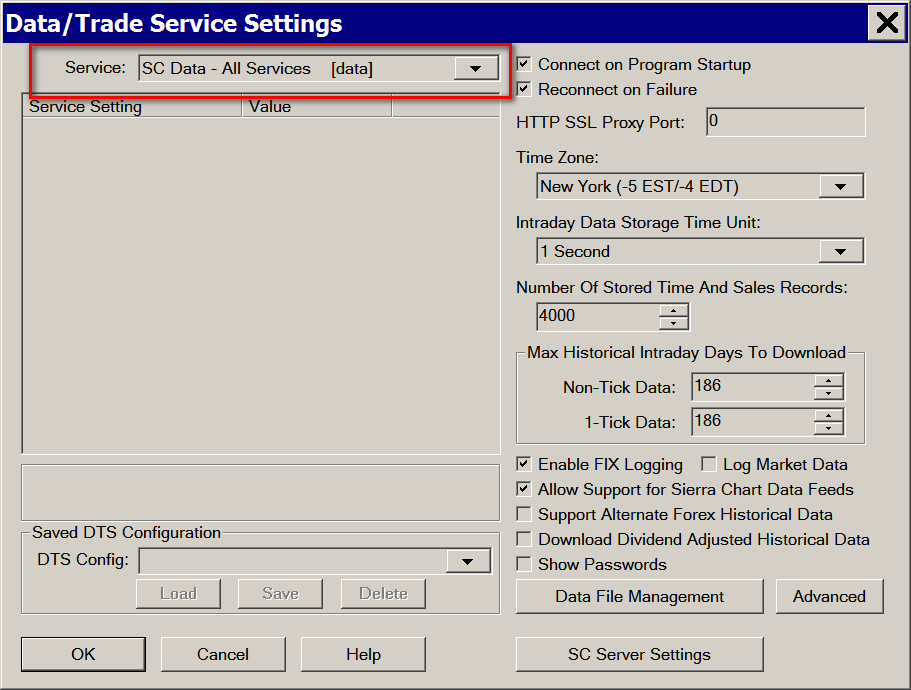 Data/Trade Service Settings
Service: SC Data - All Services [data]
Service Setting Value
Saved DTS Configuration
DTS Config:
Load Save Delete
OK Cancel Help
Connect on Program Startup
Reconnect on Failure
HTTP SSL Proxy Port: 0
Time Zone:
New York (-5 EST/-4 EDT)
Intraday Data Storage Time Unit:
1 Second
Number Of Stored Time And Sales Records:
4000
Max Historical Intraday Days To Download
Non-Tick Data: 186
1-Tick Data: 186
Enable FIX Logging Log Market Data
Allow Support for Sierra Chart Data Feeds
Support Alternate Forex Historical Data
Download Dividend Adjusted Historical Data
Show Passwords
Data File Management Advanced
SC Server Settings